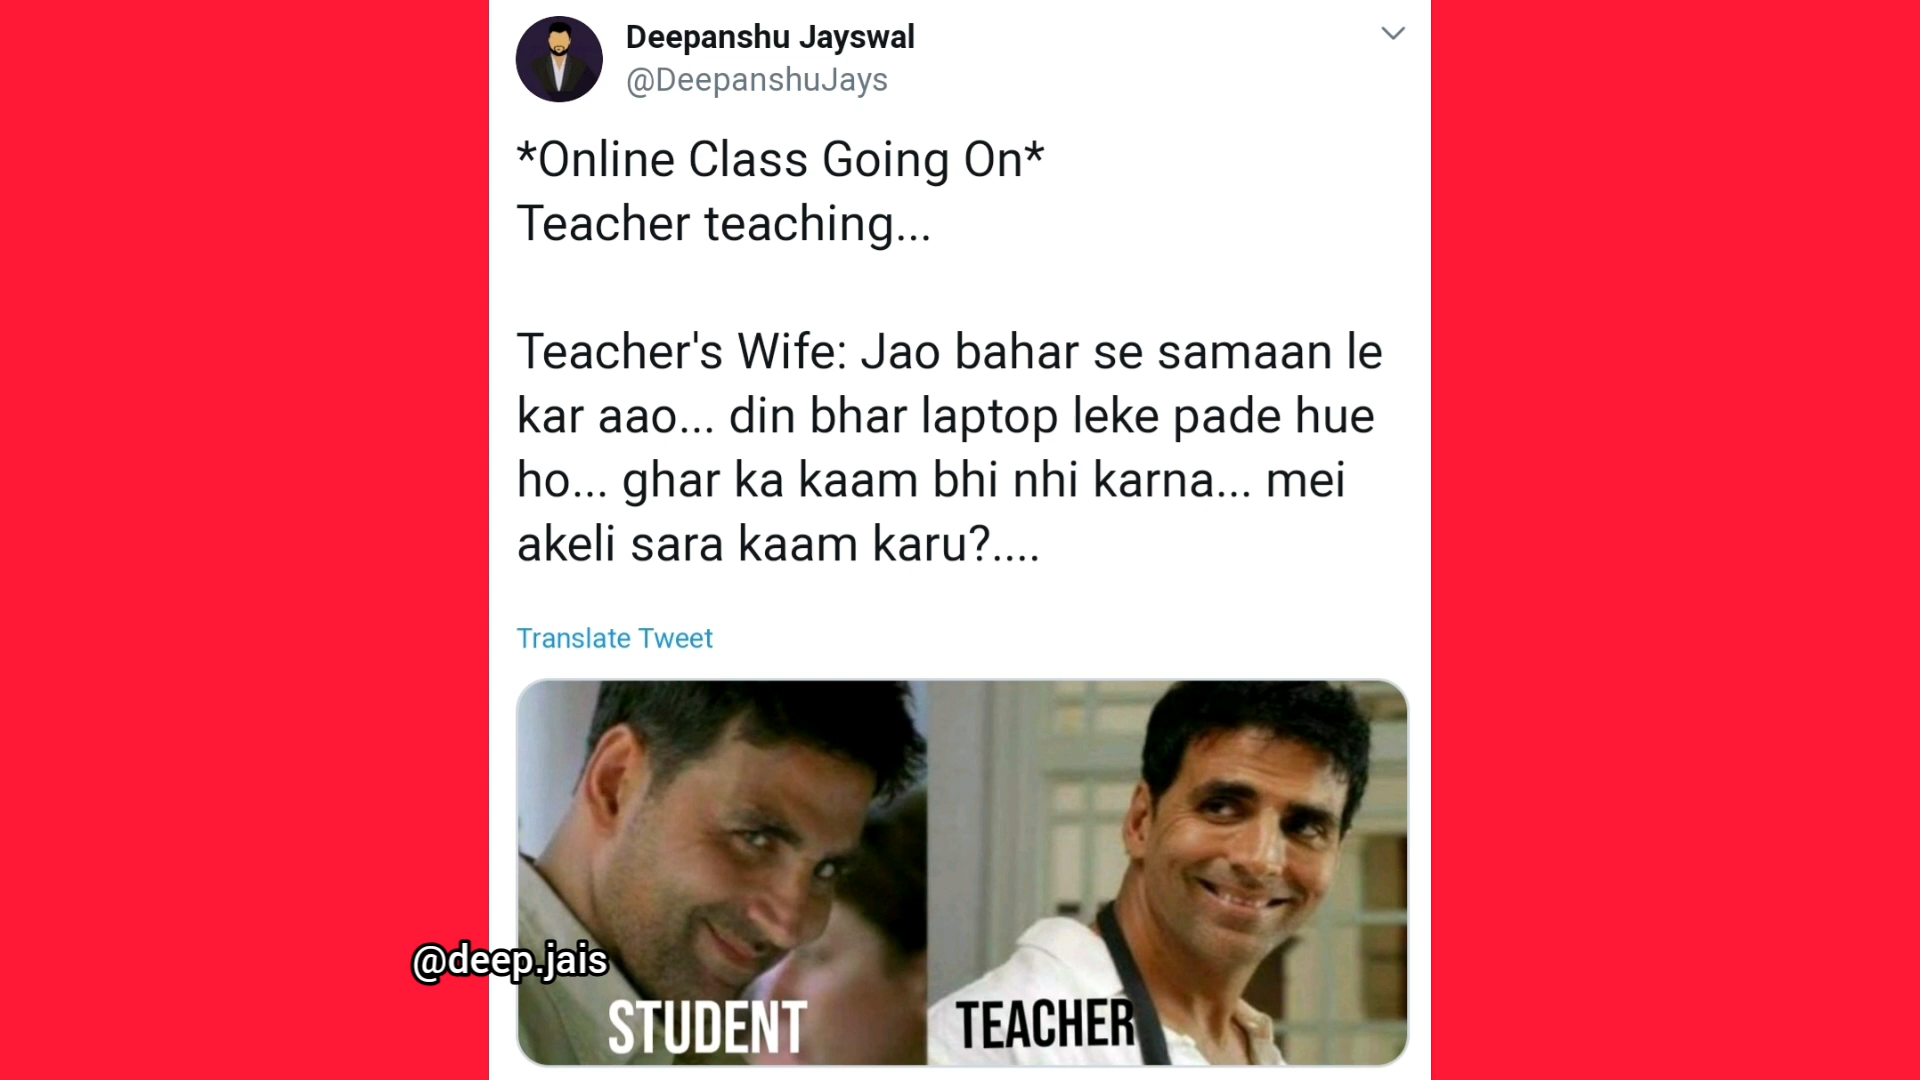 Deepanshu Jayswal
@DeepanshuJays
*Online Class Going On*
Teacher teaching...
Teacher's Wife: Jao bahar se samaan le
kar aao... din bhar laptop leke pade hue
ho... ghar ka kaam bhi nhi karna... mei
akeli sara kaam karu?....
Translate Tweet
@deep.jais
STUDENT
TEACHER